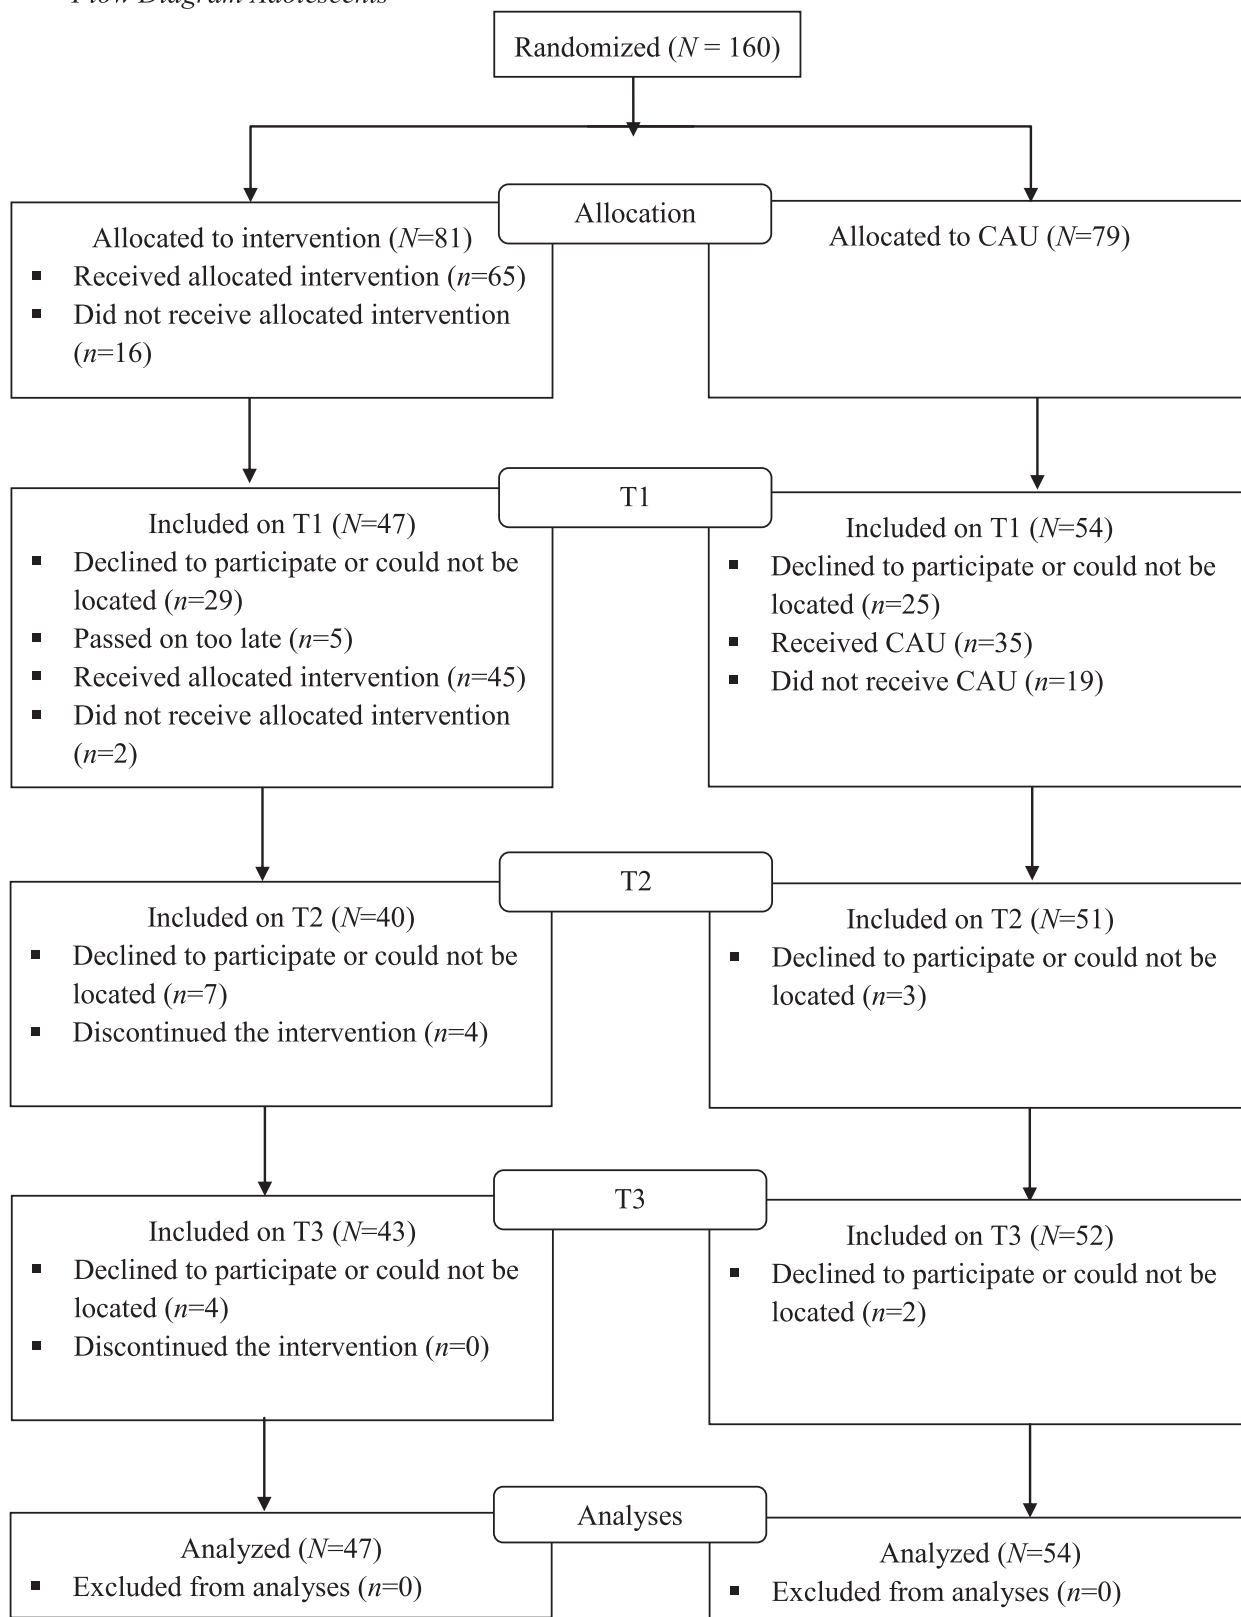 Flow Diagram Adolescents
Randomized (N = 160)
Allocation
Allocated to intervention (N=81)
▪ Received allocated intervention (n=65)
▪ Did not receive allocated intervention
(n=16)
Allocated to CAU (N=79)
T1
Included on T1 (N=47)
▪ Declined to participate or could not be
located (n=29)
▪ Passed on too late (n=5)
▪ Received allocated intervention (n=45)
▪ Did not receive allocated intervention
(n=2)
Included on T1 (N=54)
▪ Declined to participate or could not be
located (n=25)
▪ Received CAU (n=35)
▪ Did not receive CAU (n=19)
T2
Included on T2 (N=40)
▪ Declined to participate or could not be
located (n=7)
▪ Discontinued the intervention (n=4)
Included on T2 (N=51)
▪ Declined to participate or could not be
located (n=3)
T3
Included on T3 (N=43)
▪ Declined to participate or could not be
located (n=4)
▪ Discontinued the intervention (n=0)
Included on T3 (N=52)
▪ Declined to participate or could not be
located (n=2)
Analyses
Analyzed (N=47)
▪ Excluded from analyses (n=0)
Analyzed (N=54)
▪ Excluded from analyses (n=0)